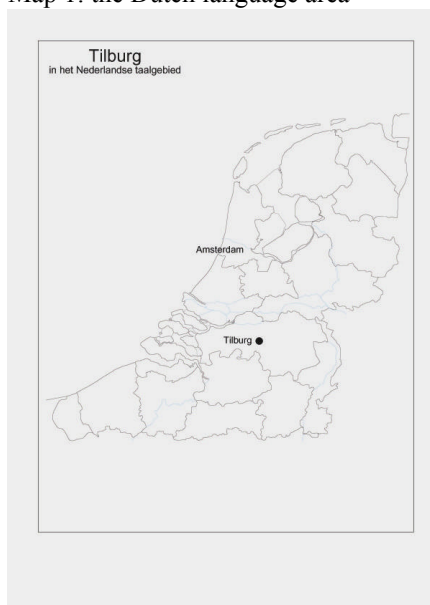 Map 1: the Dutch language area
Tilburg
in het Nederlandse taalgebied
Amsterdam
Tilburg